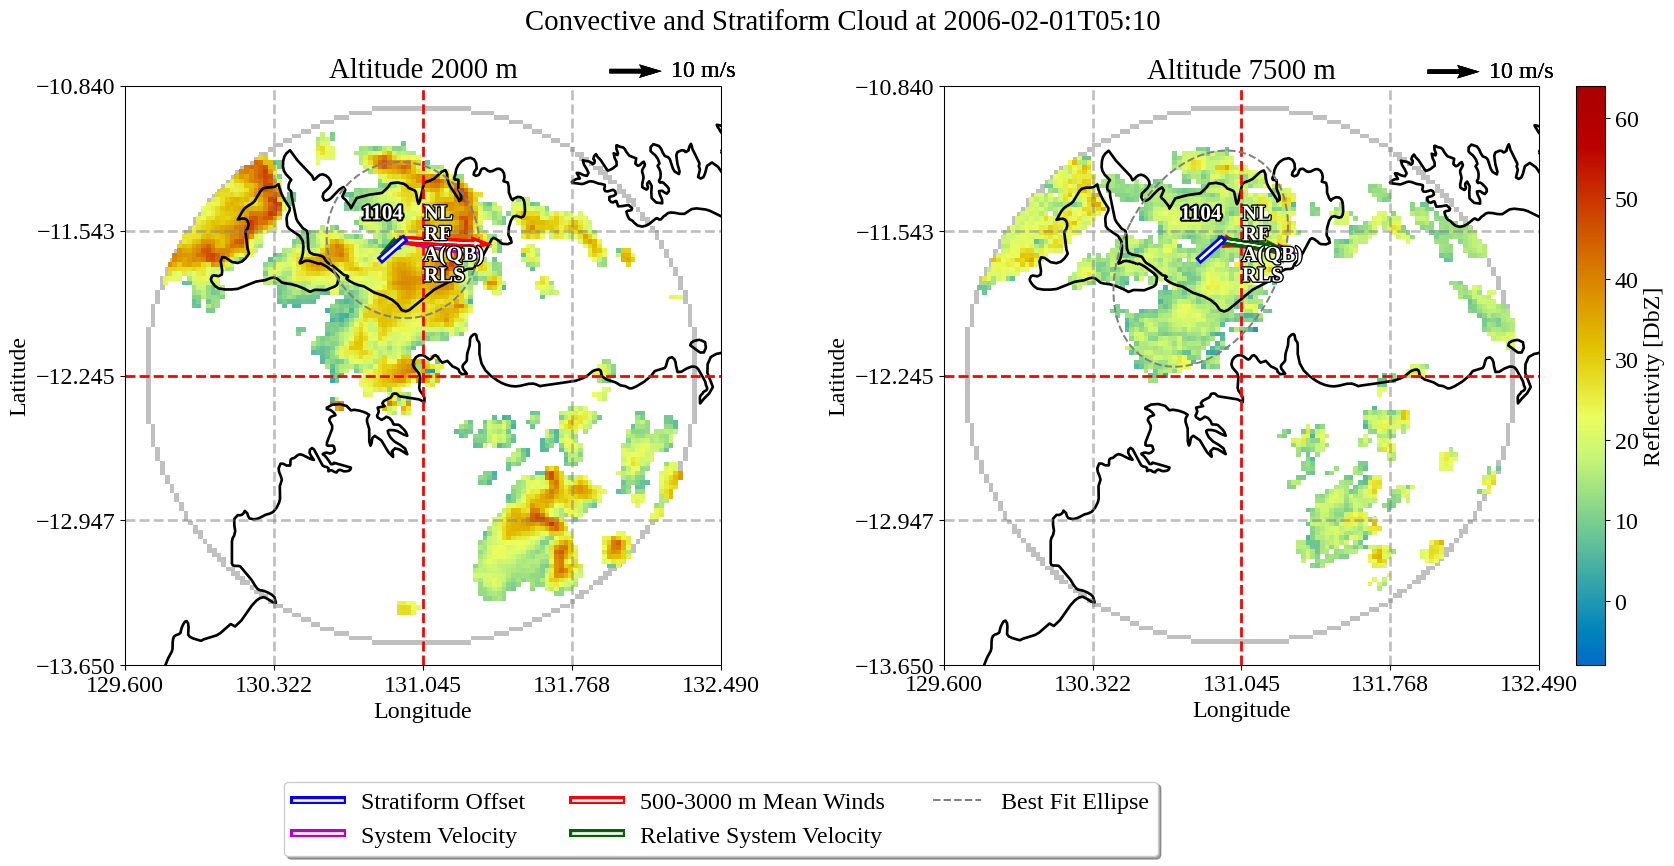 Convective and Stratiform Cloud at 2006-02-01T05:10
Altitude 2000 m
10 m/s
−10.840
−11.543
−12.245
−12.947
−13.650
Latitude
129.600
130.322
131.045
131.768
132.490
Longitude
1104
NL
RF
A(QB)
RLS
Altitude 7500 m
10 m/s
−10.840
−11.543
−12.245
−12.947
−13.650
Latitude
129.600
130.322
131.045
131.768
132.490
Longitude
1104
NL
RF
A(QB)
RLS
60
50
40
30
20
10
0
Reflectivity [DbZ]
Stratiform Offset
System Velocity
500-3000 m Mean Winds
Relative System Velocity
Best Fit Ellipse